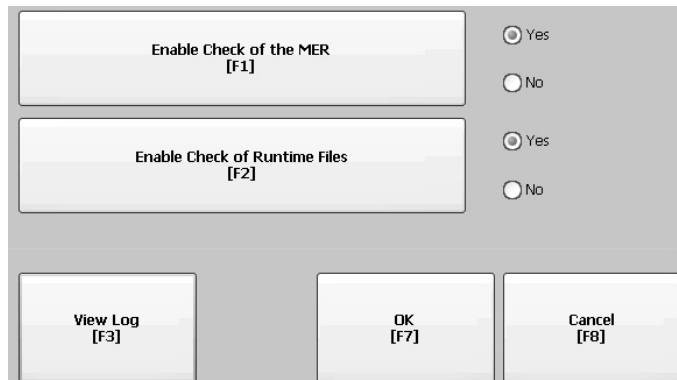 Enable Check of the MER
[F1]
Yes
No
Enable Check of Runtime Files
[F2]
Yes
No
View Log
[F3]
OK
[F7]
Cancel
[F8]